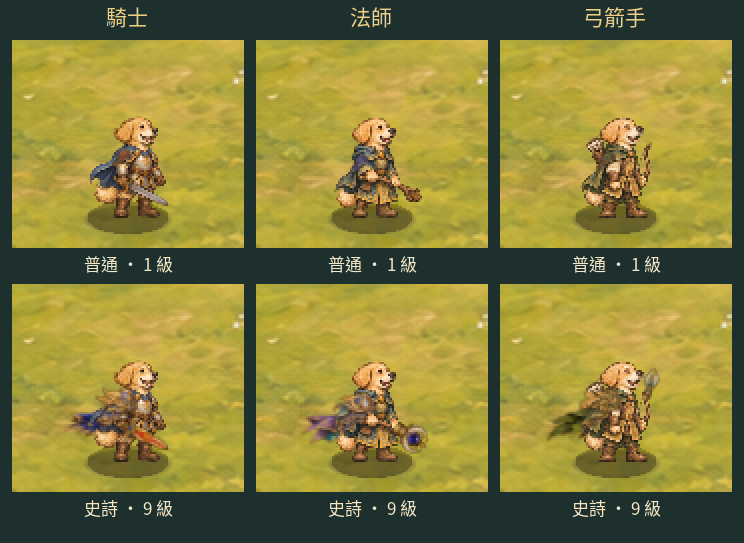 騎士 法師 弓箭手
普通 · 1 級 普通 · 1 級 普通 · 1 級
史詩 · 9 級 史詩 · 9 級 史詩 · 9 級